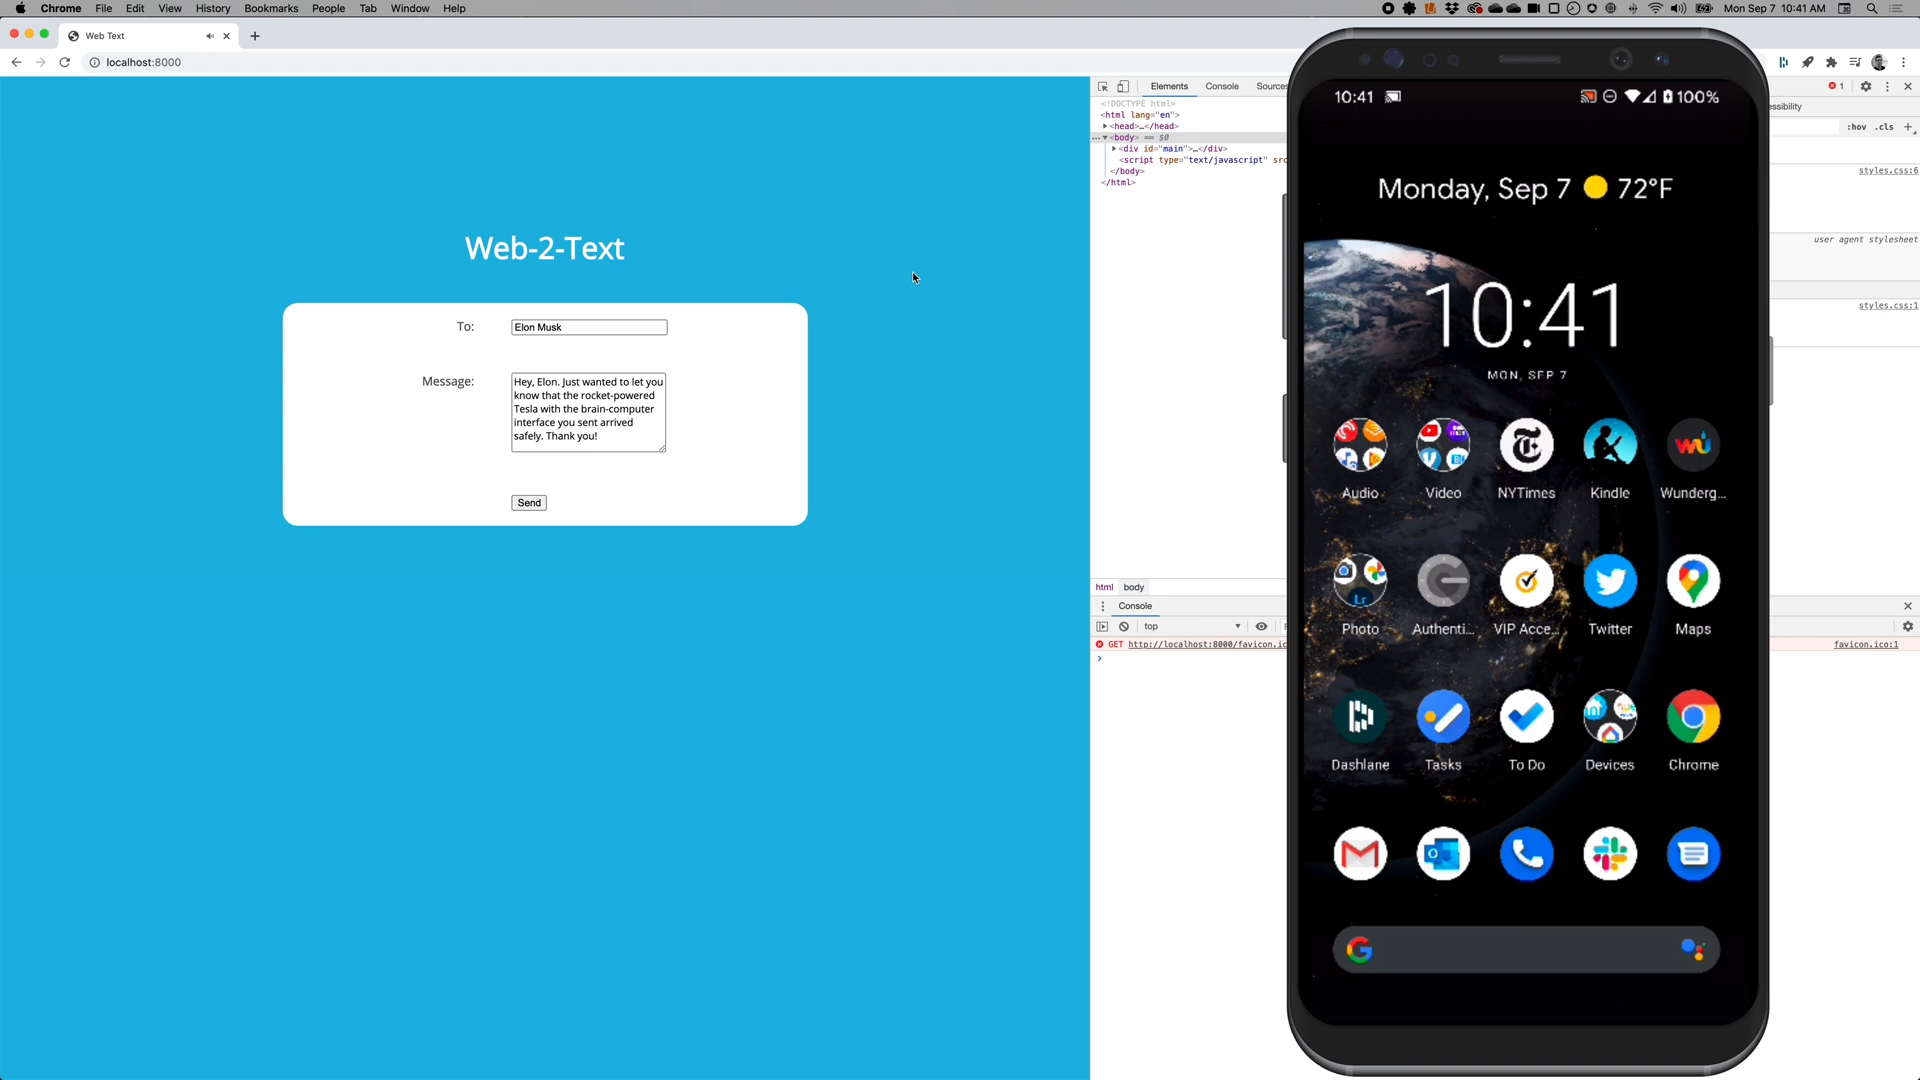 Chrome File Edit View History Bookmarks People Tab Window Help
Mon Sep 7 10:41 AM
Web Text
localhost:8000
Web-2-Text
To:
Elon Musk
Message:
Hey, Elon. Just wanted to let you
know that the rocket-powered
Tesla with the brain-computer
interface you sent arrived
safely. Thank you!
Send
Elements Console Sources
1
<!DOCTYPE html>
<html lang="en">
<head>…</head>
<body> == $0
<div id="main">…</div>
<script type="text/javascript" src
</body>
</html>
essibility
:hov .cls
styles.css:6
user agent stylesheet
styles.css:1
html body
Console
top
GET http://localhost:8000/favicon.ic
favicon.ico:1
10:41
100%
Monday, Sep 7 72°F
10:41
MON, SEP 7
Audio Video NYTimes Kindle Wunderg...
Lr
Photo Authenti... VIP Acce... Twitter Maps
Dashlane Tasks To Do Devices Chrome